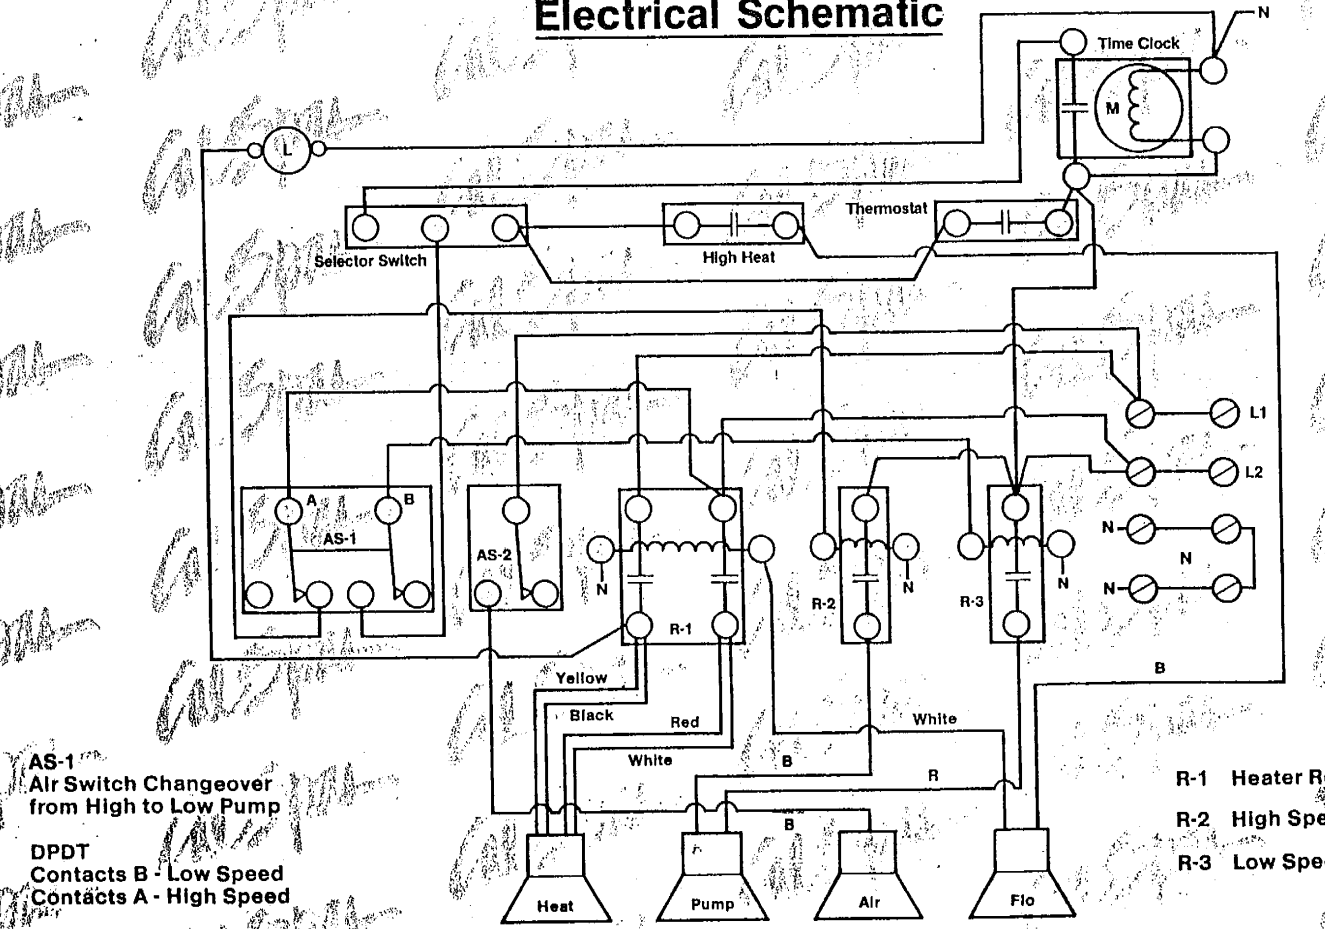 Electrical Schematic
N
Time Clock
M
L
Thermostat
Selector Switch
High Heat
L1
A
B
L2
AS-1
AS-2
N
N
N
N
N
N
R-1
R-2
R-3
Yellow
B
Black
Red
White
White
B
R
B
AS-1
Air Switch Changeover
from High to Low Pump
R-1 Heater
R-2 High
R-3 Low
DPDT
Contacts B - Low Speed
Contacts A - High Speed
Heat
Pump
Air
Flo
Cal Spas